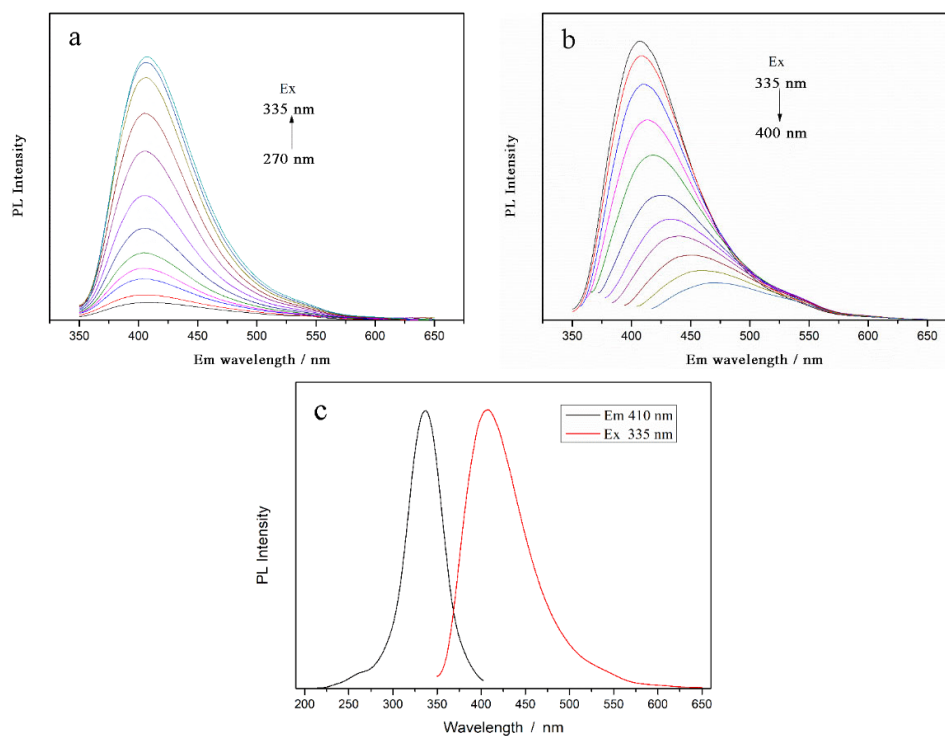 a
Ex
335 nm
270 nm
PL Intensity
350 400 450 500 550 600 650
Em wavelength / nm
b
Ex
335 nm
400 nm
PL Intensity
350 400 450 500 550 600 650
Em wavelength / nm
c
Em 410 nm
Ex 335 nm
PL Intensity
200 250 300 350 400 450 500 550 600 650
Wavelength / nm